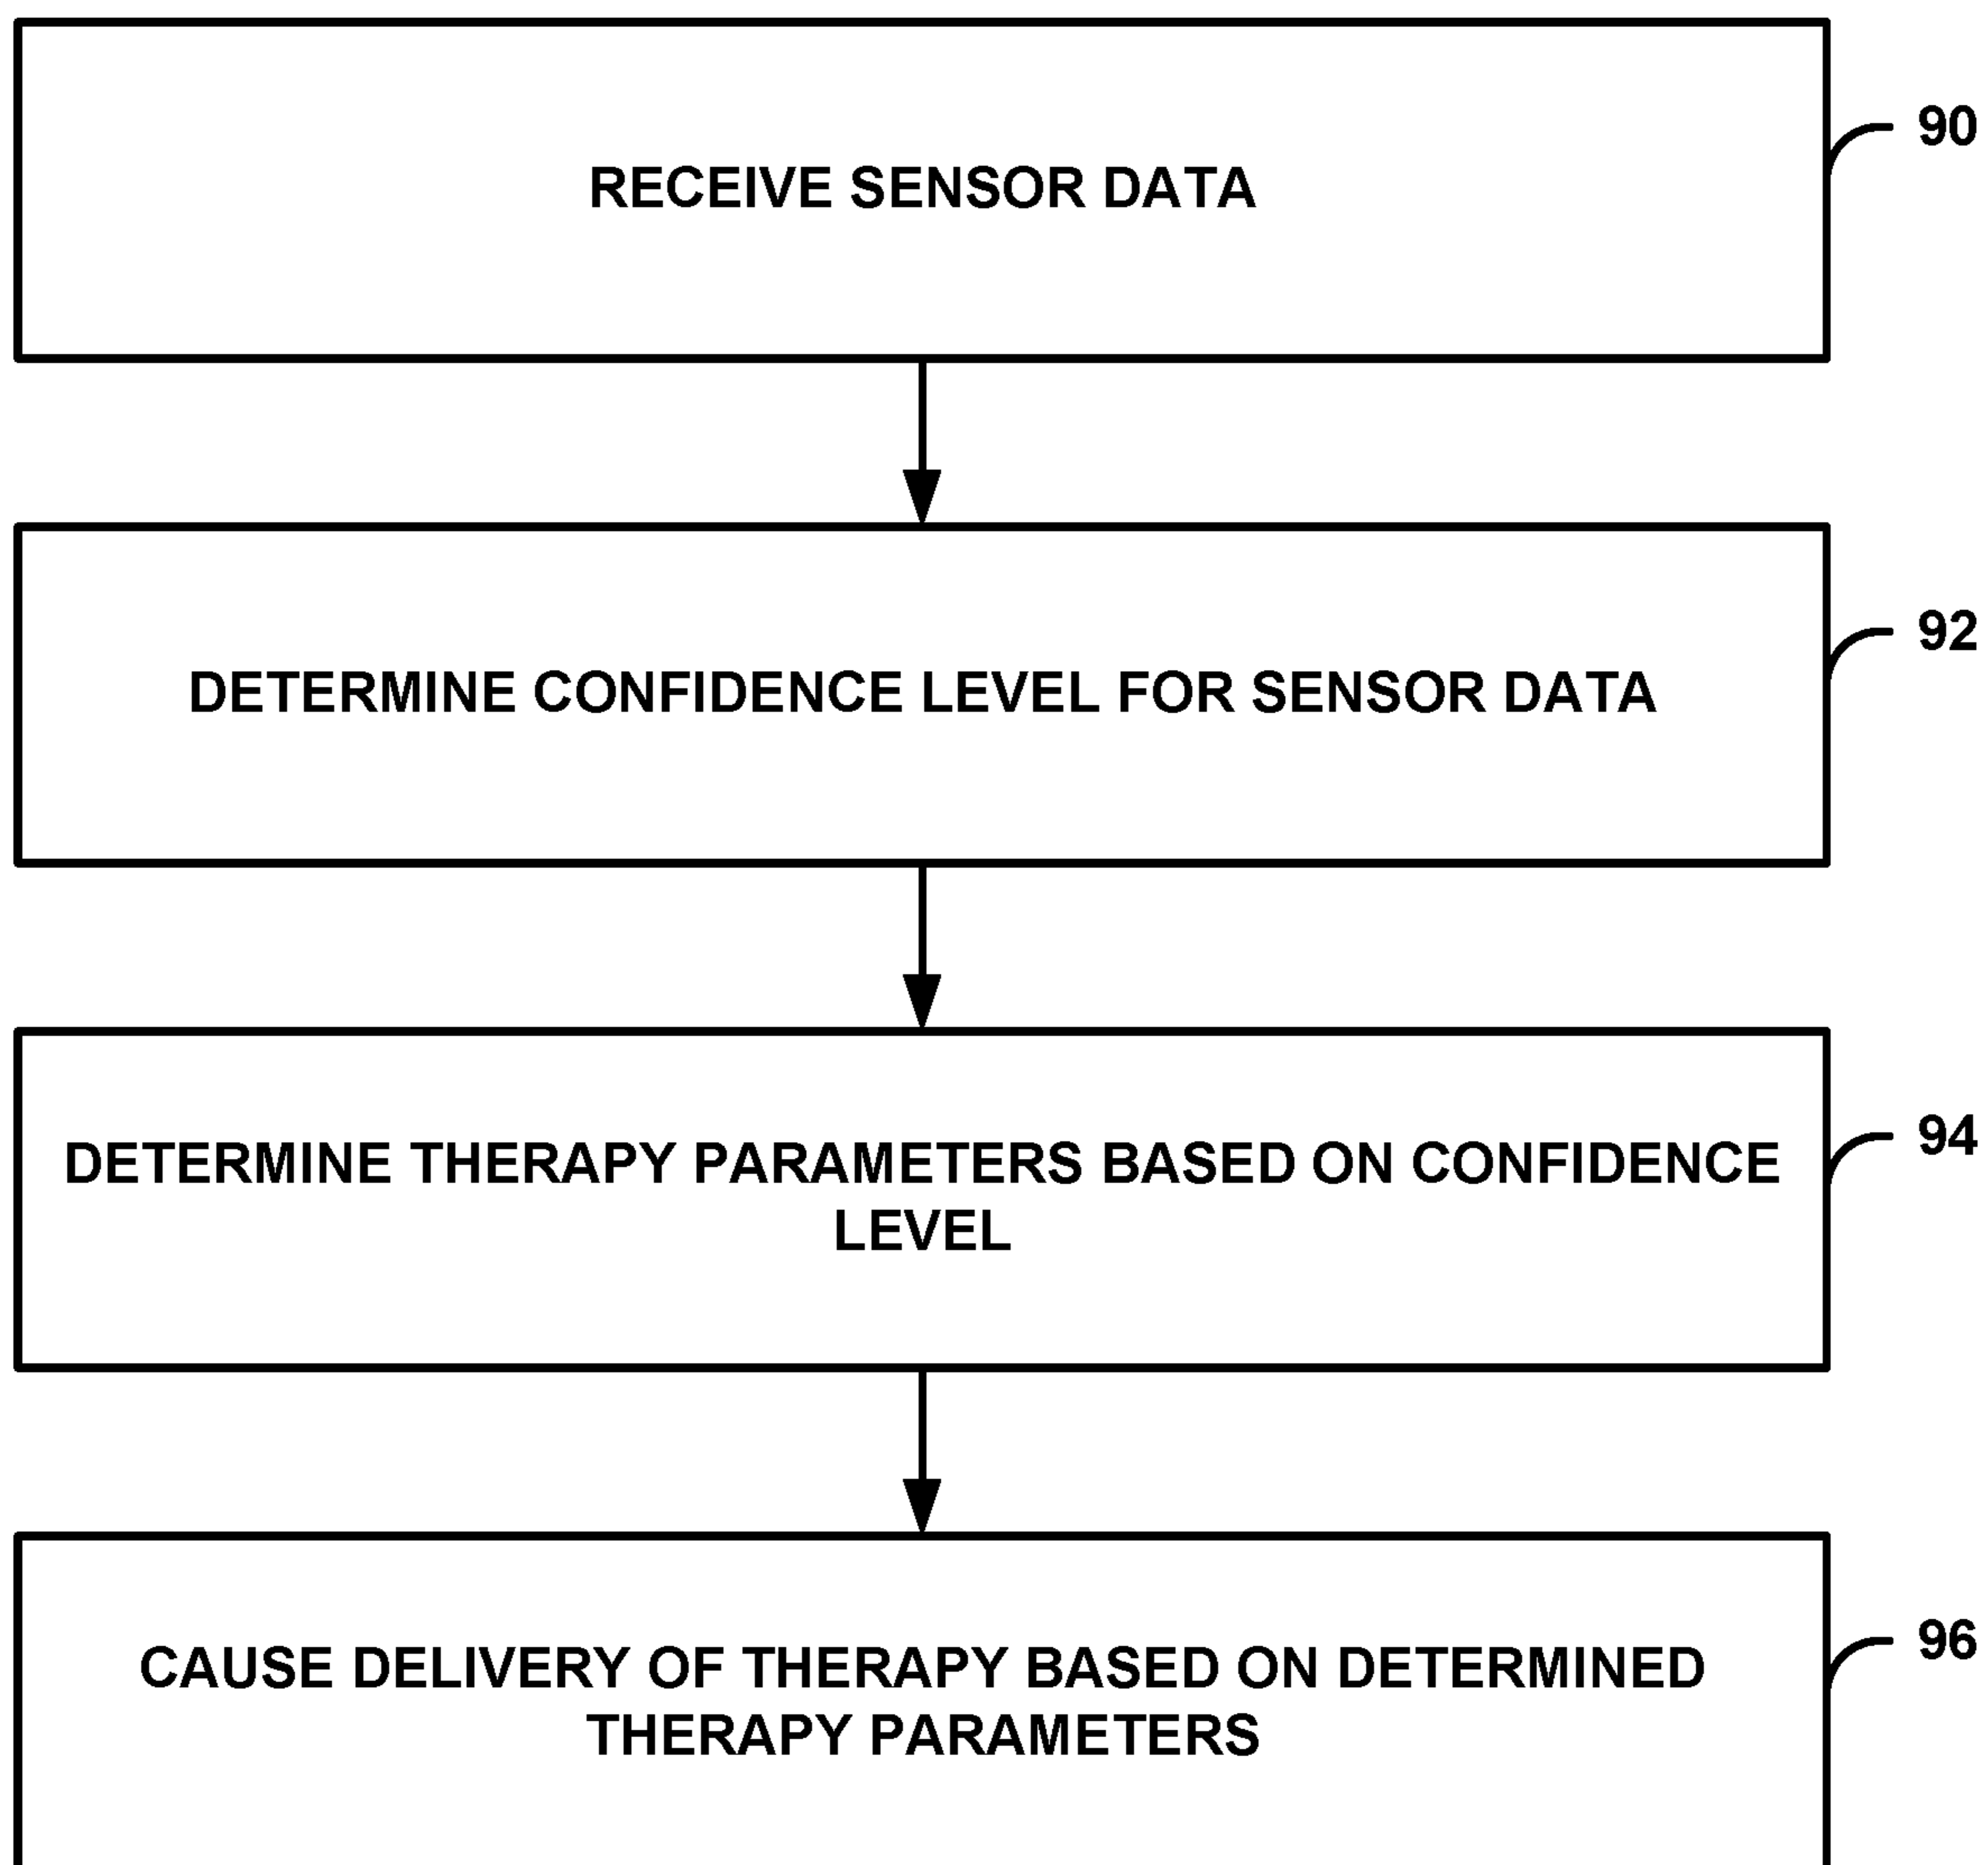 RECEIVE SENSOR DATA
90
DETERMINE CONFIDENCE LEVEL FOR SENSOR DATA
92
DETERMINE THERAPY PARAMETERS BASED ON CONFIDENCE
LEVEL
94
CAUSE DELIVERY OF THERAPY BASED ON DETERMINED
THERAPY PARAMETERS
96